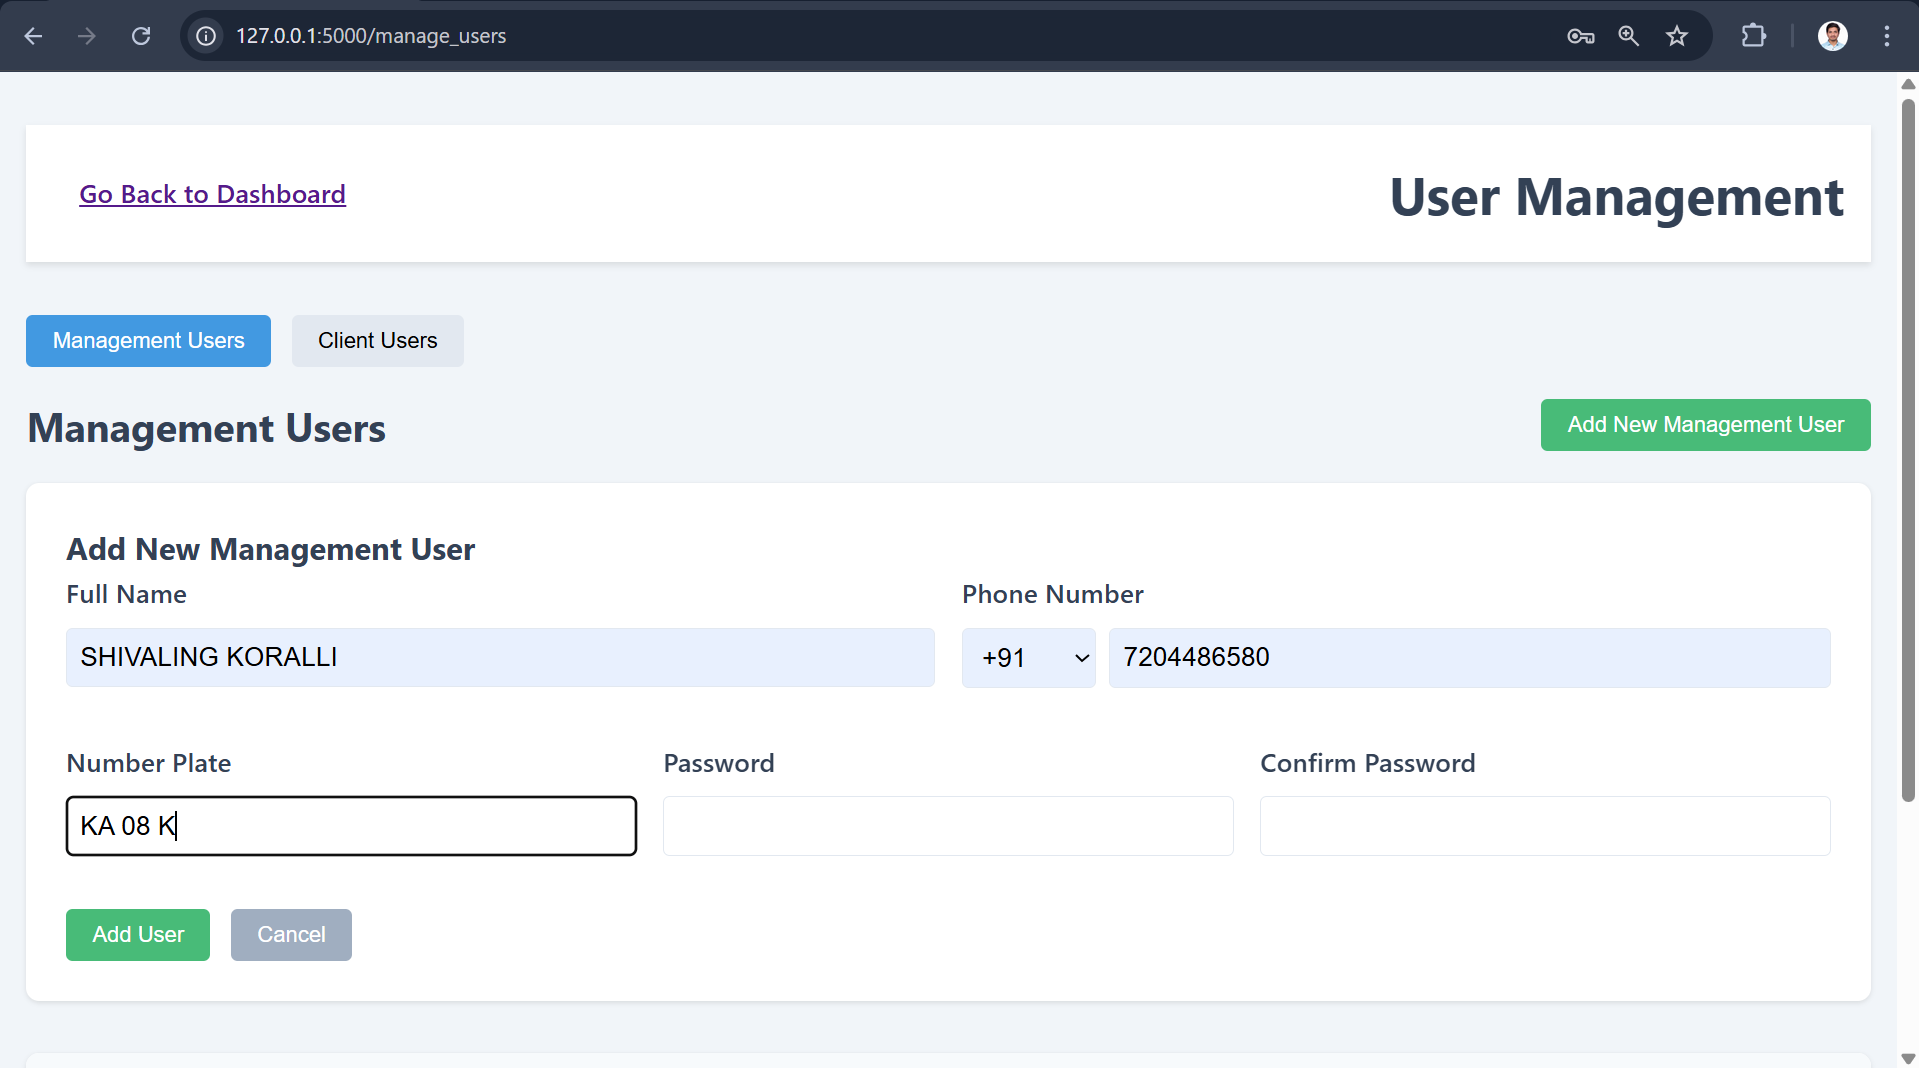 127.0.0.1:5000/manage_users
Go Back to Dashboard
User Management
Management Users
Client Users
Management Users
Add New Management User
Add New Management User
Full Name
Phone Number
SHIVALING KORALLI
+91
7204486580
Number Plate
Password
Confirm Password
KA 08 K
Add User
Cancel